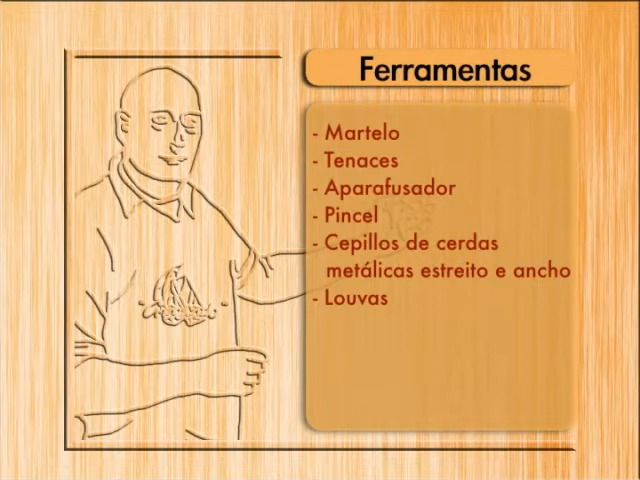 Ferramentas
- Martelo
- Tenaces
- Aparafusador
- Pincel
- Cepillos de cerdas
metálicas estreito e ancho
- Louvas